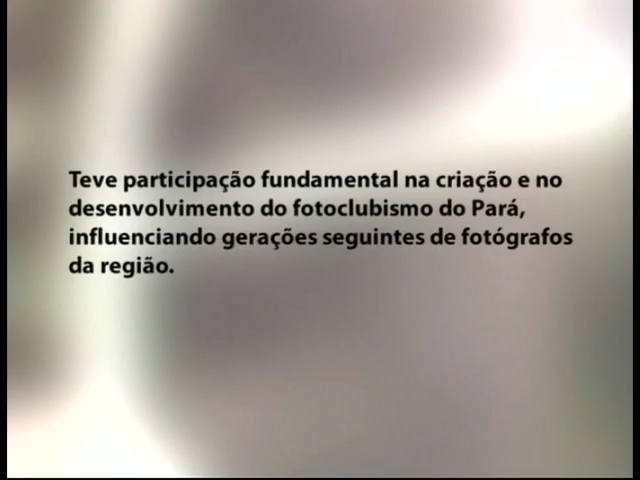 Teve participação fundamental na criação e no
desenvolvimento do fotoclubismo do Pará,
influenciando gerações seguintes de fotógrafos
da região.